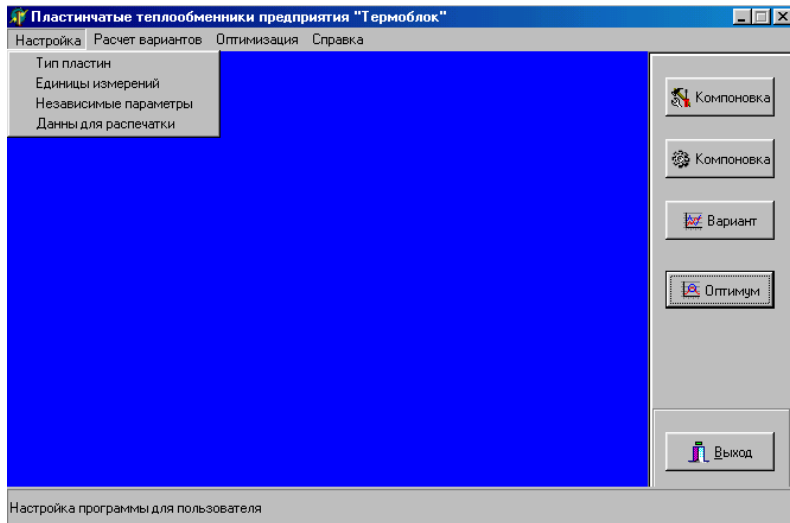 Пластинчатые теплообменники предприятия "Термоблок"
Настройка Расчет вариантов Оптимизация Справка
Тип пластин
Единицы измерений
Независимые параметры
Данны для распечатки
Компоновка
Компоновка
Вариант
Оптимум
Выход
Настройка программы для пользователя